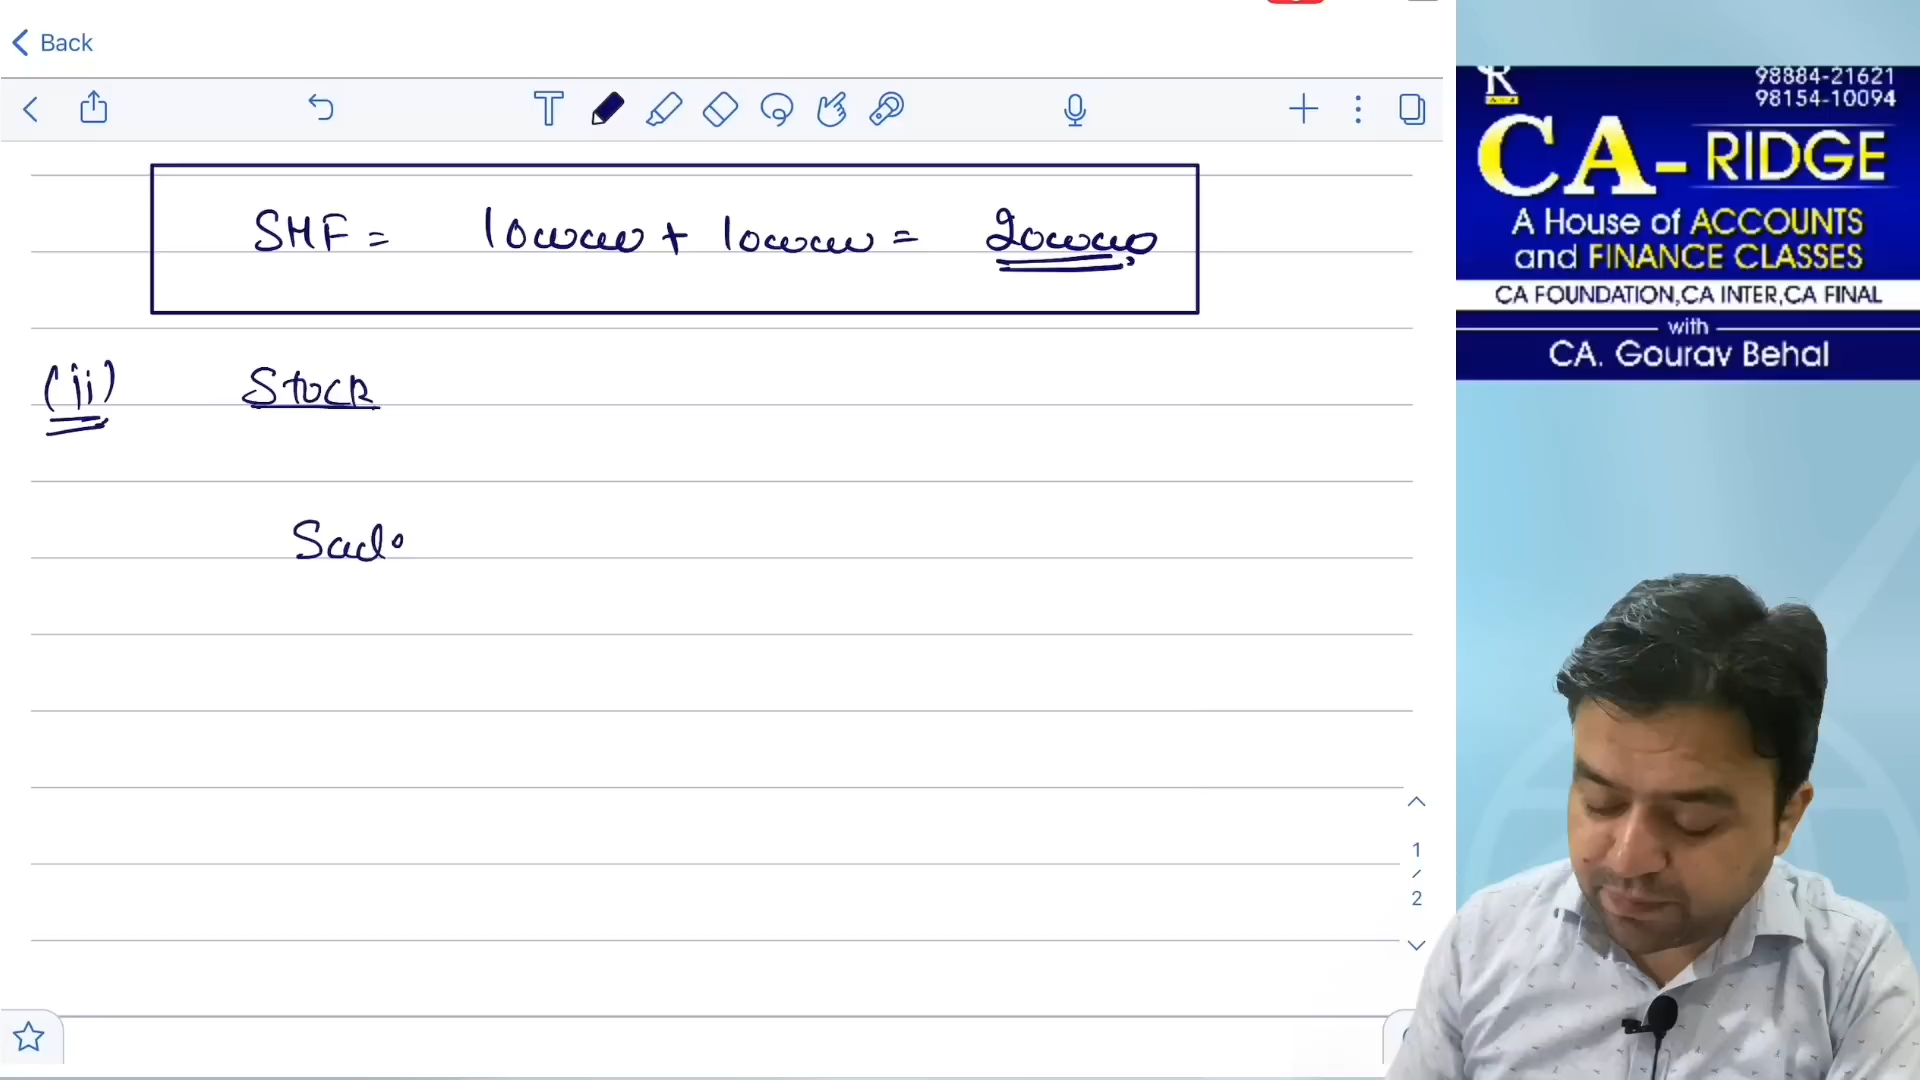 Back
98884-21621
98154-10094
R
CA-RIDGE
A House of ACCOUNTS
and FINANCE CLASSES
CA FOUNDATION,CA INTER,CA FINAL
with
CA. Gourav Behal
T
SHF = 1000000 + 1000000 = 2000000
(ii) Stock
1
/
2